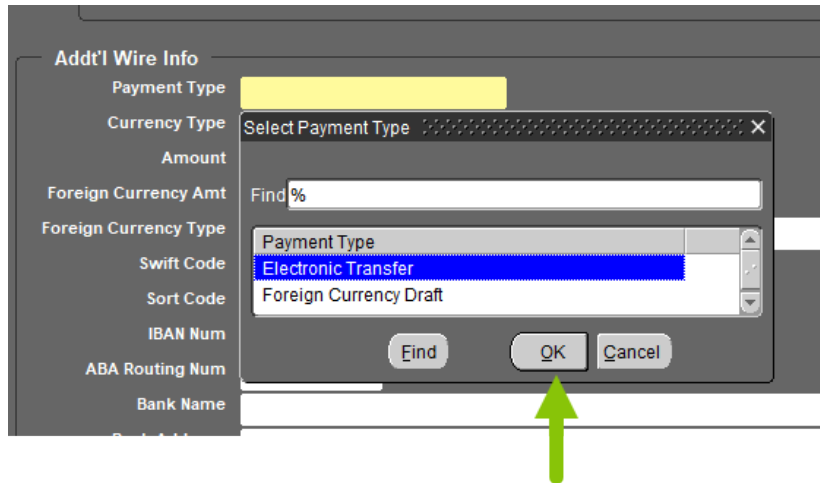 Addt'l Wire Info
Payment Type
Currency Type
Amount
Foreign Currency Amt
Foreign Currency Type
Swift Code
Sort Code
IBAN Num
ABA Routing Num
Bank Name
Select Payment Type
Find %
Payment Type
Electronic Transfer
Foreign Currency Draft
Find OK Cancel